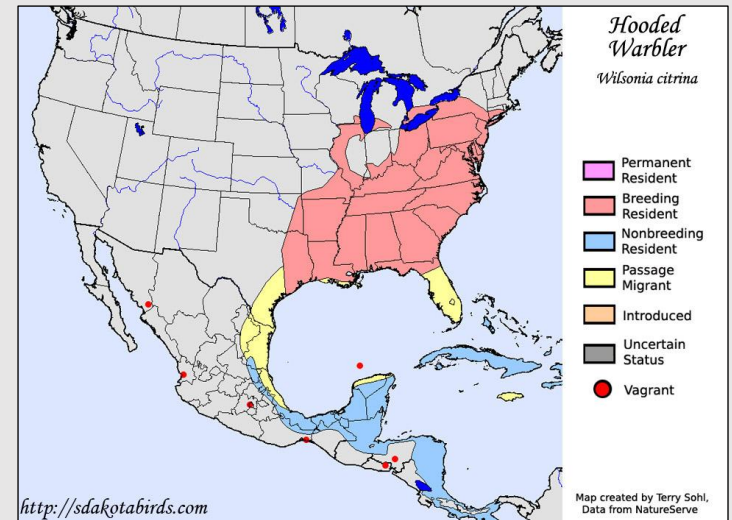 Hooded
Warbler
Wilsonia citrina
Permanent
Resident
Breeding
Resident
Nonbreeding
Resident
Passage
Migrant
Introduced
Uncertain
Status
Vagrant
Map created by Terry Sohl,
Data from NatureServe
http://sdakotabirds.com